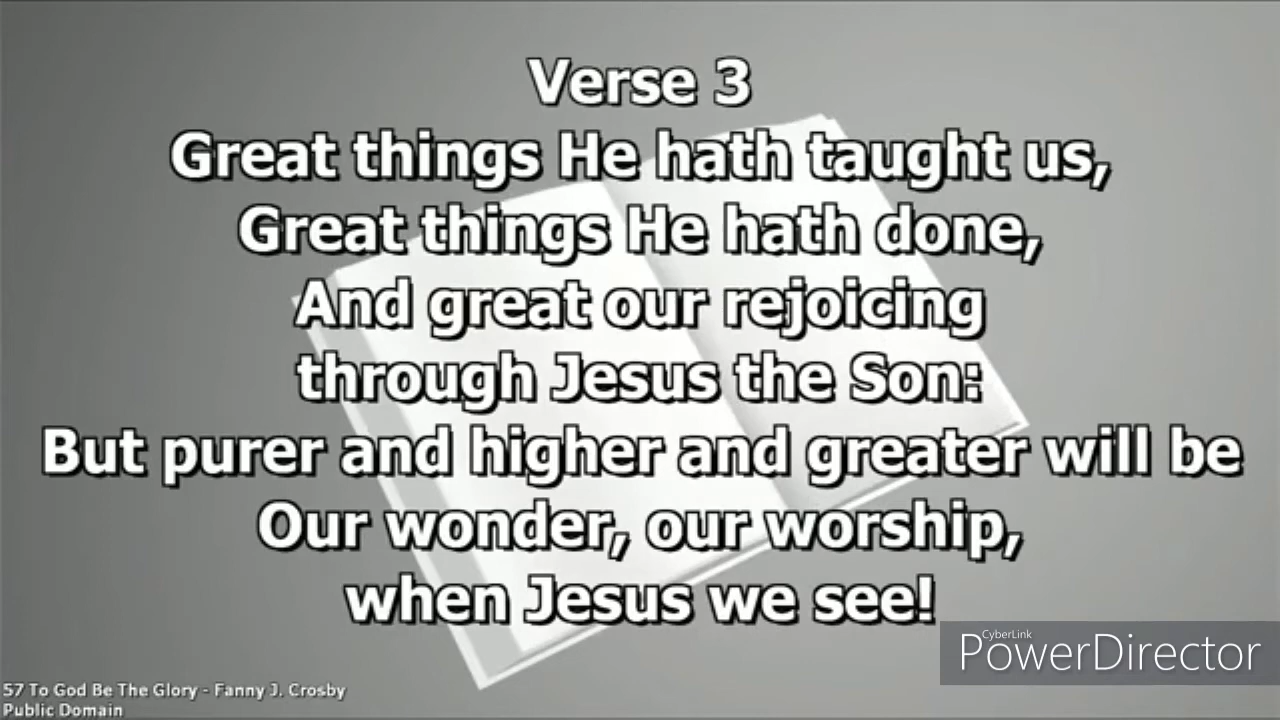 Verse 3
Great things He hath taught us,
Great things He hath done,
And great our rejoicing
through Jesus the Son:
But purer and higher and greater will be
Our wonder, our worship,
when Jesus we see!
CyberLink
PowerDirector
57 To God Be The Glory - Fanny J. Crosby
Public Domain